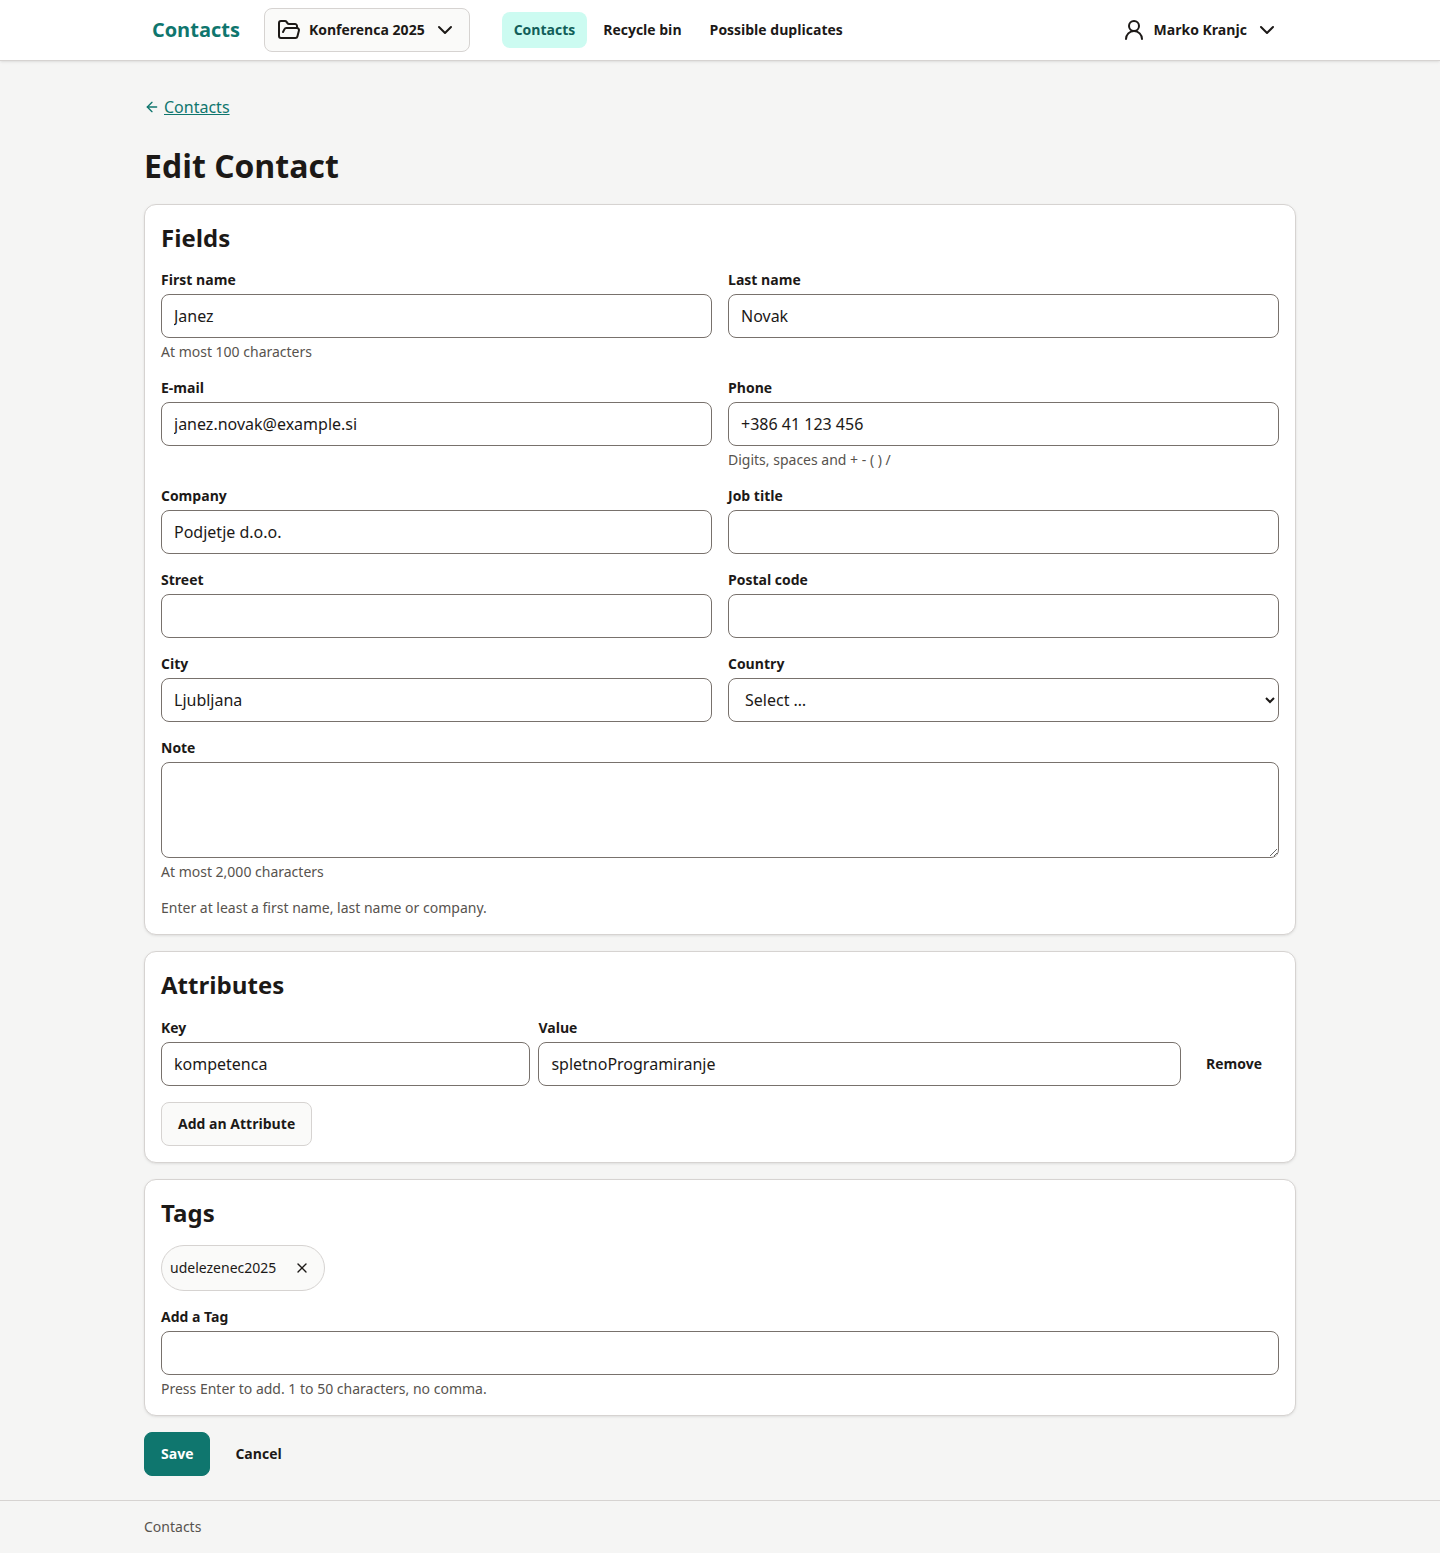 Contacts
Konferenca 2025
Contacts
Recycle bin
Possible duplicates
Marko Kranjc
← Contacts
Edit Contact
Fields
First name
Last name
Janez
Novak
At most 100 characters
E-mail
Phone
janez.novak@example.si
+386 41 123 456
Digits, spaces and + - ( ) /
Company
Job title
Podjetje d.o.o.
Street
Postal code
City
Country
Ljubljana
Select ...
Note
At most 2,000 characters
Enter at least a first name, last name or company.
Attributes
Key
Value
kompetenca
spletnoProgramiranje
Remove
Add an Attribute
Tags
udelezenec2025
Add a Tag
Press Enter to add. 1 to 50 characters, no comma.
Save
Cancel
Contacts